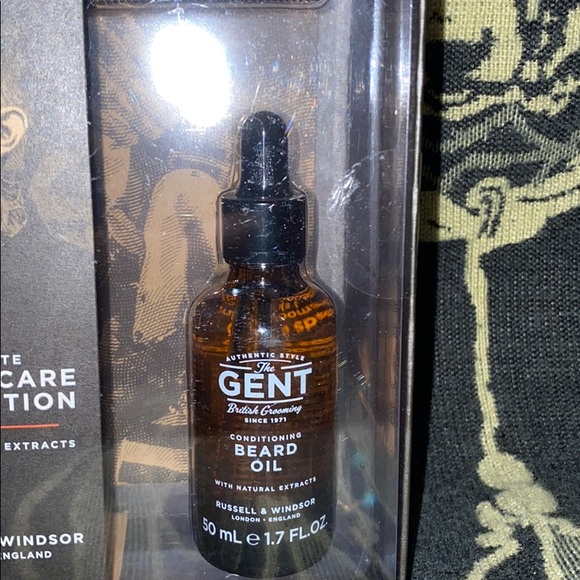 TE
CARE
TION
EXTRACTS
WINDSOR
ENGLAND
AUTHENTIC STYLE
The
GENT
British Grooming
SINCE 1971
CONDITIONING
BEARD
OIL
WITH NATURAL EXTRACTS
RUSSELL & WINDSOR
LONDON • ENGLAND
50 mL e 1.7 FL.OZ.